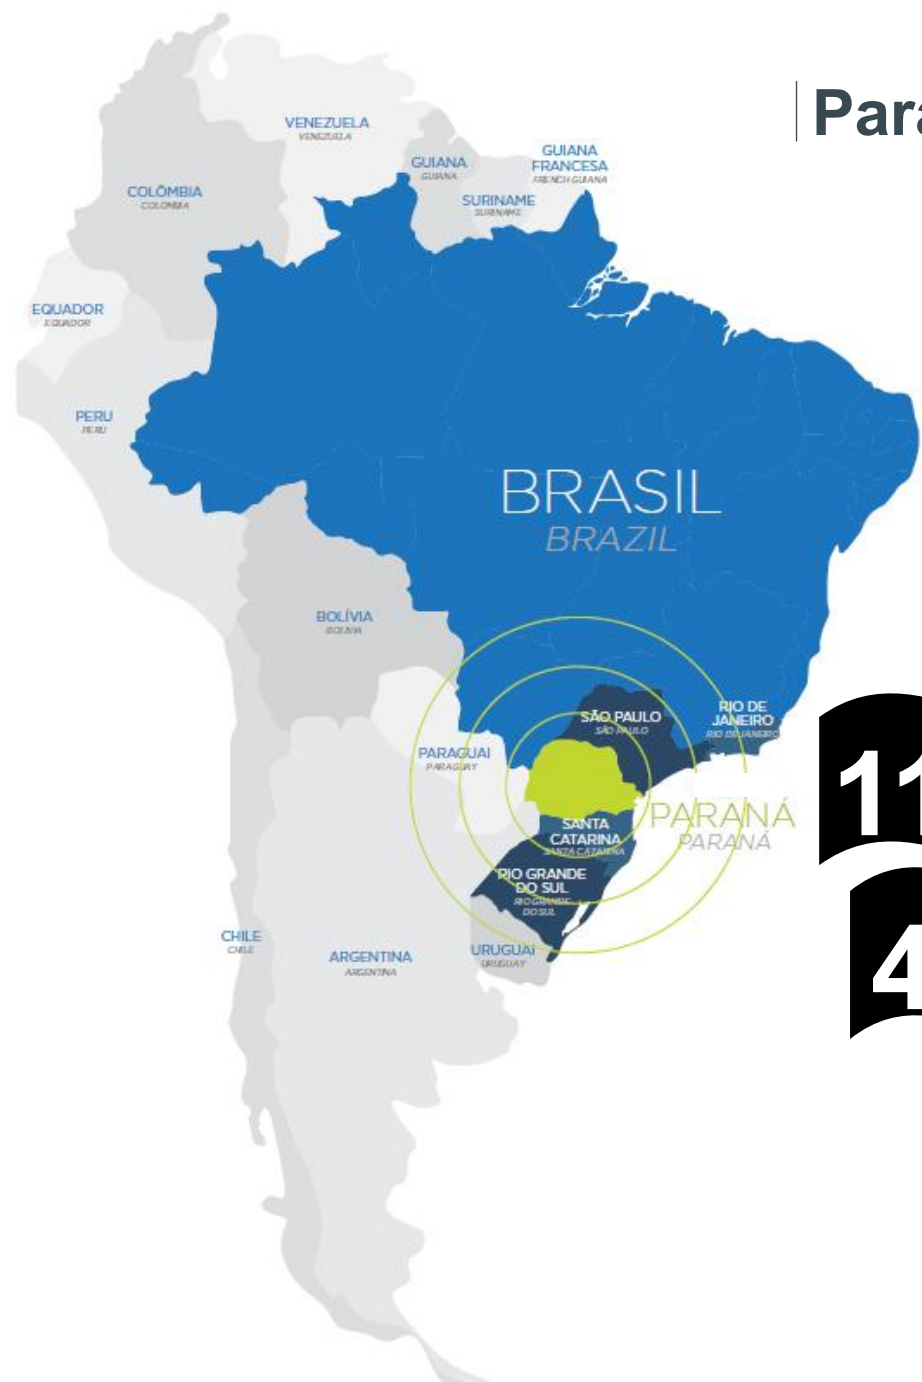 Para
VENEZUELA
VENEZUELA
GUIANA
FRANCESA
FRENCH GUIANA
GUIANA
GUIANA
COLÔMBIA
COLOMBIA
SURINAME
SURINAME
EQUADOR
EQUADOR
PERU
PERU
BRASIL
BRAZIL
BOLÍVIA
BOLIVIA
SÃO PAULO
SÃO PAULO
RIO DE
JANEIRO
RIO DE JANEIRO
PARAGUAI
PARAGUAY
11
PARANÁ
PARANÁ
SANTA
CATARINA
SANTA CATARINA
RIO GRANDE
DO SUL
RIO GRANDE
DO SUL
4
CHILE
CHILE
ARGENTINA
ARGENTINA
URUGUAI
URUGUAY